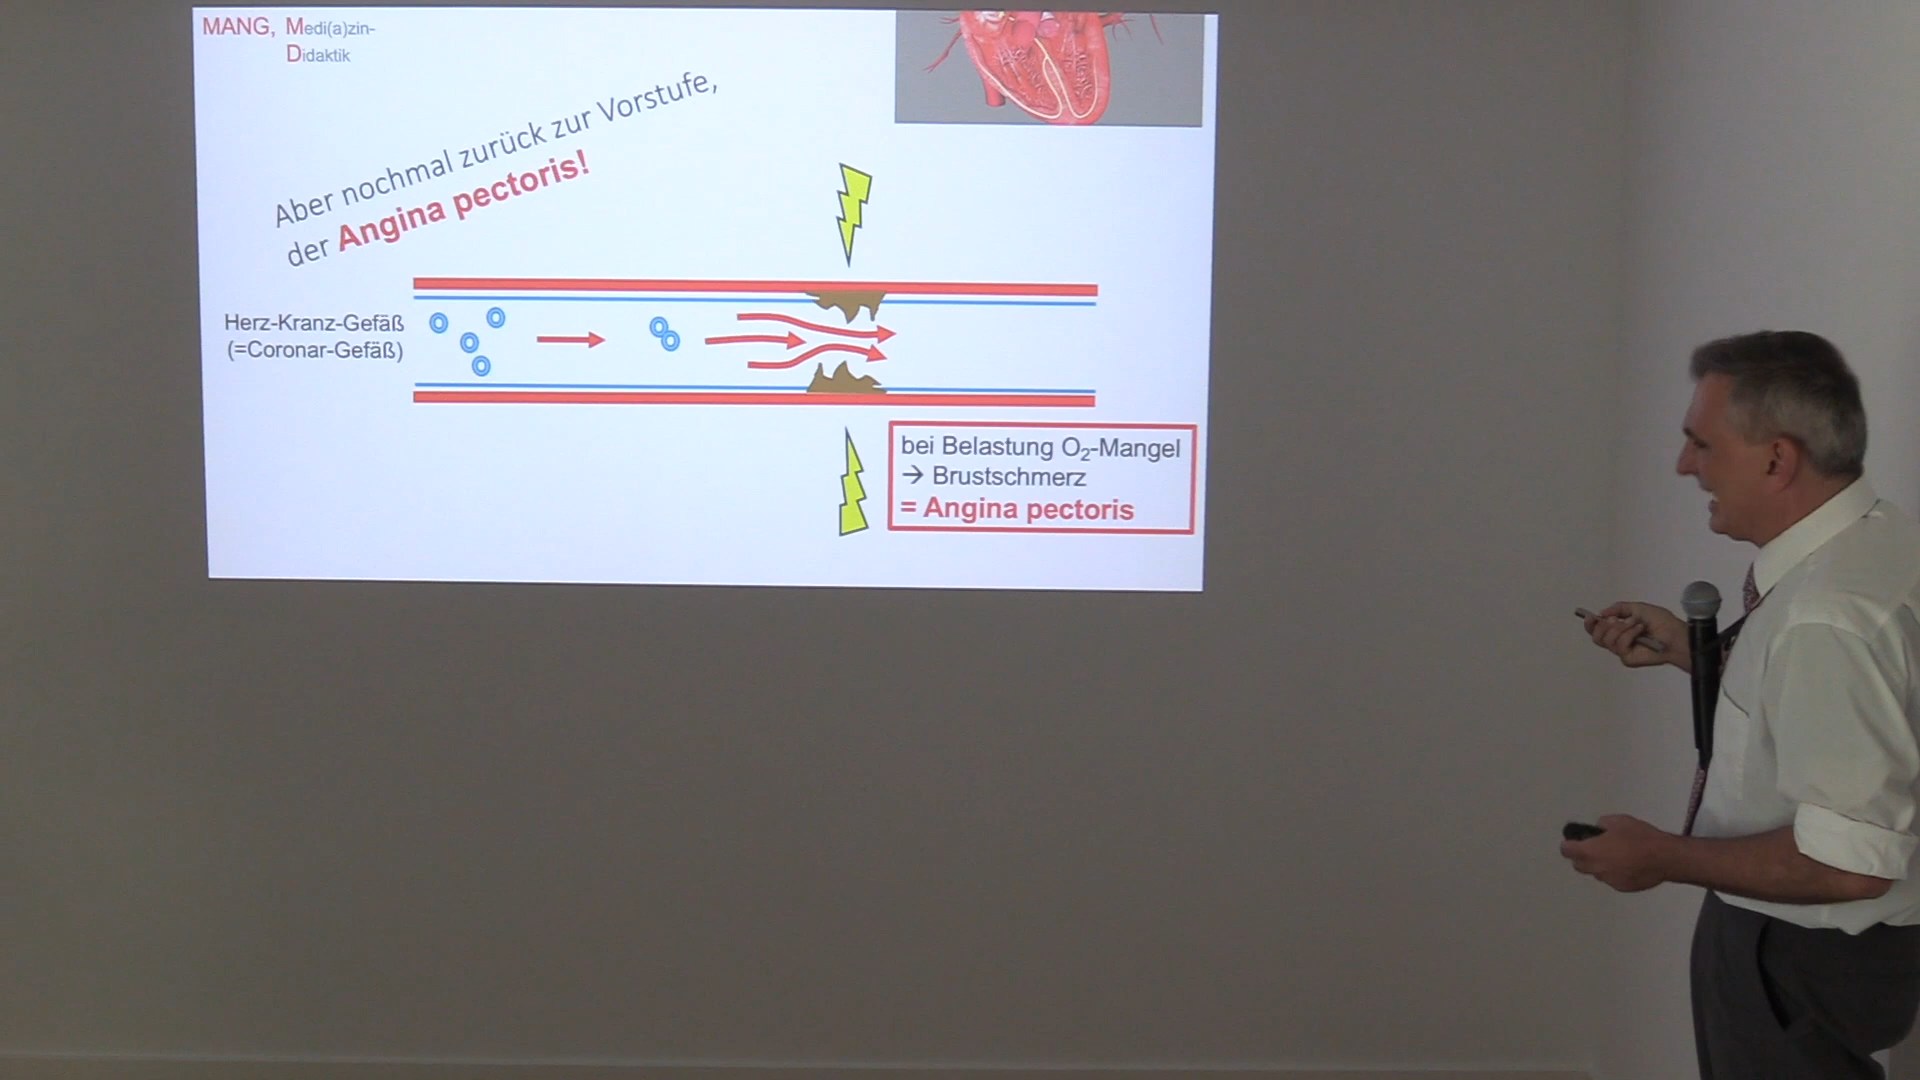 MANG, Medi(a)zin-
Didaktik
Aber nochmal zurück zur Vorstufe,
der Angina pectoris!
Herz-Kranz-Gefäß
(=Coronar-Gefäß)
bei Belastung O₂-Mangel
→ Brustschmerz
= Angina pectoris